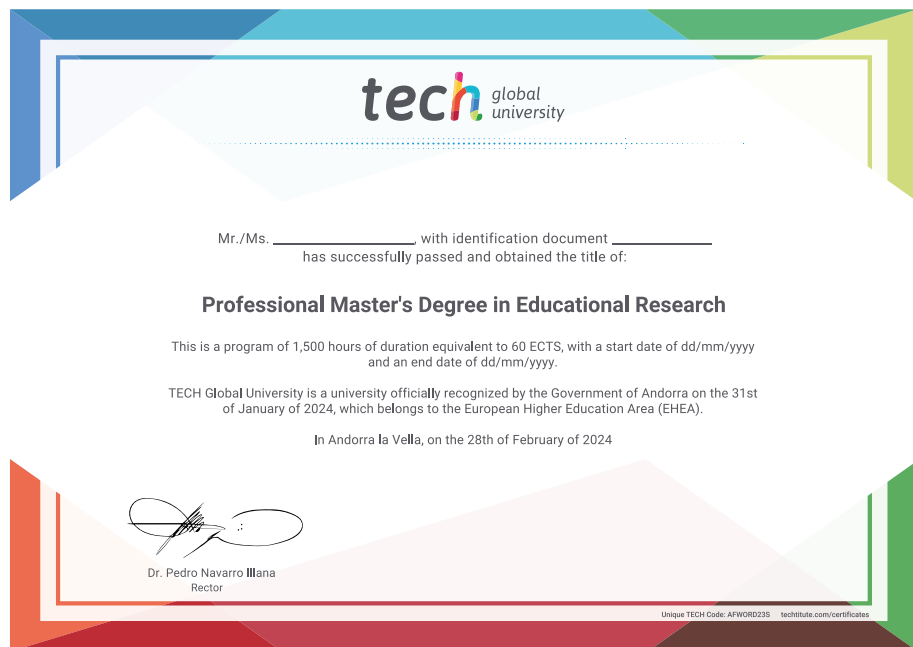 tech global
university
Mr./Ms. ____________, with identification document ____________
has successfully passed and obtained the title of:
Professional Master's Degree in Educational Research
This is a program of 1,500 hours of duration equivalent to 60 ECTS, with a start date of dd/mm/yyyy
and an end date of dd/mm/yyyy.
TECH Global University is a university officially recognized by the Government of Andorra on the 31st
of January of 2024, which belongs to the European Higher Education Area (EHEA).
In Andorra la Vella, on the 28th of February of 2024
Dr. Pedro Navarro Illana
Rector
Unique TECH Code: AFWORD23S techtitute.com/certificates